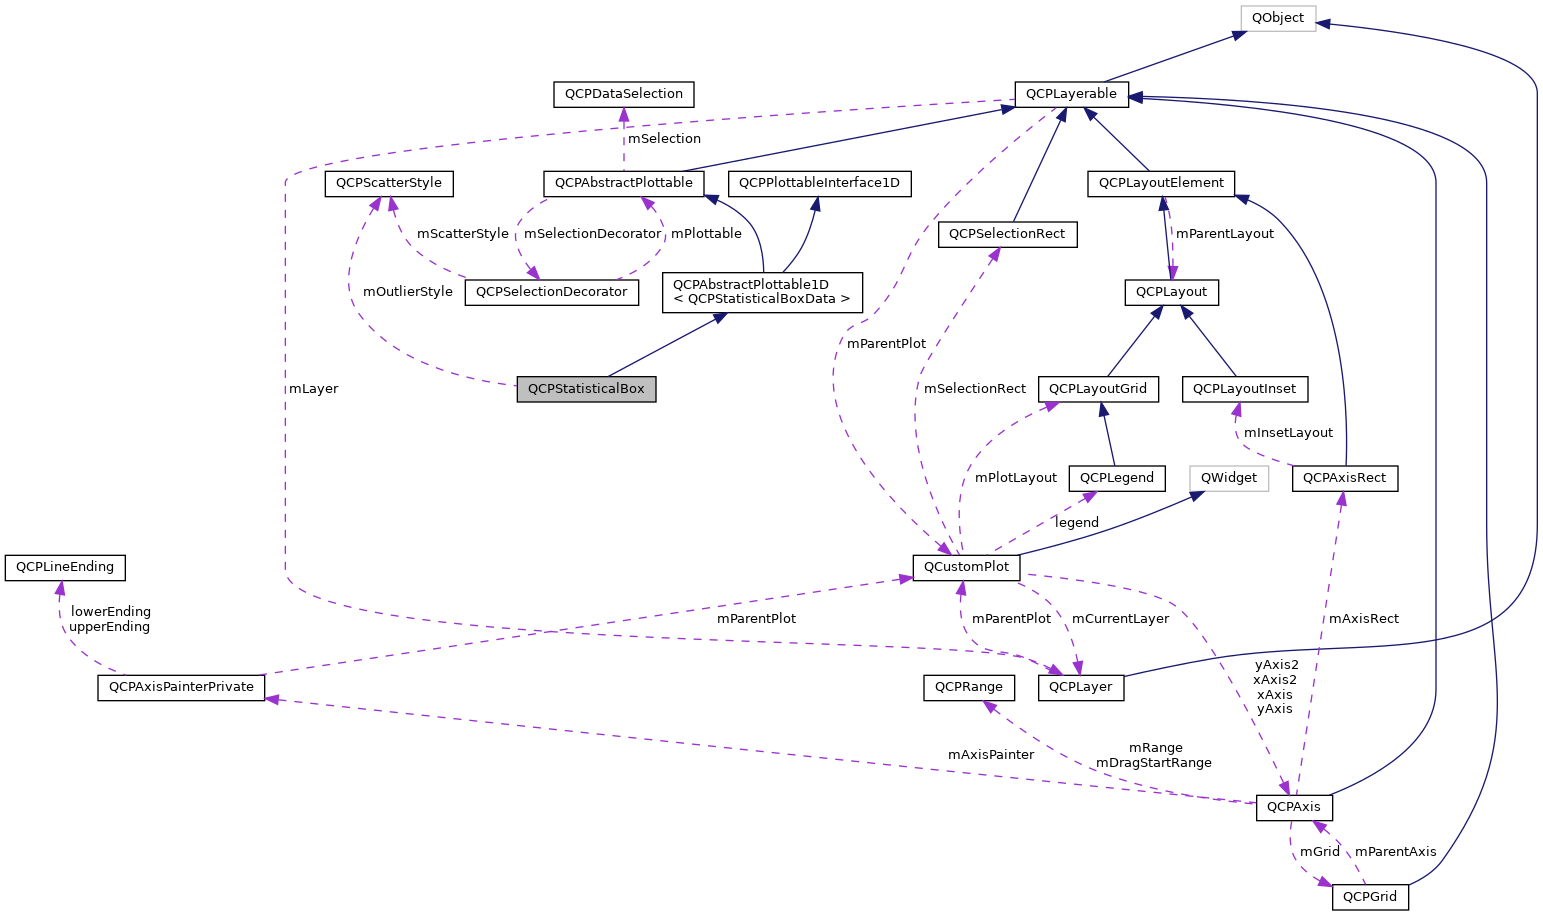 QObject
QCPDataSelection
QCPLayerable
mSelection
QCPScatterStyle
QCPAbstractPlottable
QCPPlottableInterface1D
QCPLayoutElement
mScatterStyle
mSelectionDecorator
mPlottable
QCPSelectionRect
mParentLayout
mOutlierStyle
QCPSelectionDecorator
QCPAbstractPlottable1D
< QCPStatisticalBoxData >
QCPLayout
mParentPlot
mLayer
QCPStatisticalBox
mSelectionRect
QCPLayoutGrid
QCPLayoutInset
mInsetLayout
mPlotLayout
QCPLegend
QWidget
QCPAxisRect
legend
QCPLineEnding
QCustomPlot
lowerEnding
upperEnding
mParentPlot
mParentPlot
mCurrentLayer
mAxisRect
yAxis2
xAxis2
xAxis
yAxis
QCPAxisPainterPrivate
QCPRange
QCPLayer
mAxisPainter
mRange
mDragStartRange
QCPAxis
mGrid
mParentAxis
QCPGrid